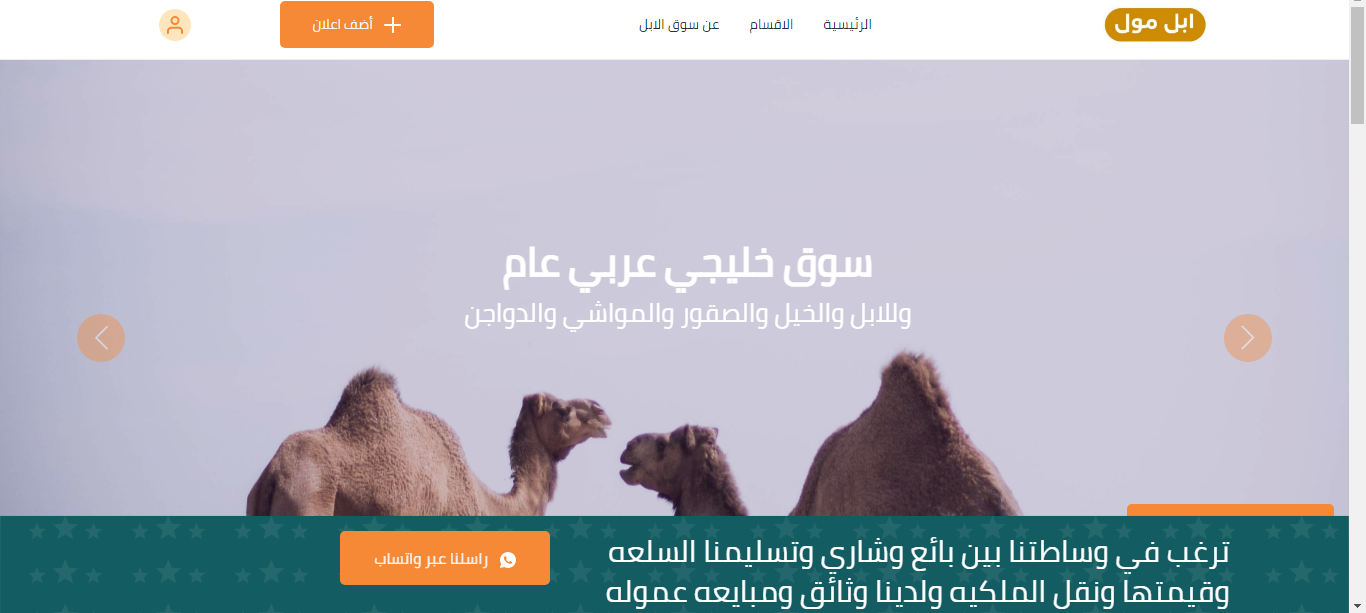 ابل مول
الرئيسية
الاقسام
عن سوق الابل
أضف اعلان
سوق خليجي عربي عام
وللابل والخيل والصقور والمواشي والدواجن
ترغب في وساطتنا بين بائع وشاري وتسليمنا السلعه
وقيمتها ونقل الملكيه ولدينا وثائق ومبايعه عموله
راسلنا عبر واتساب